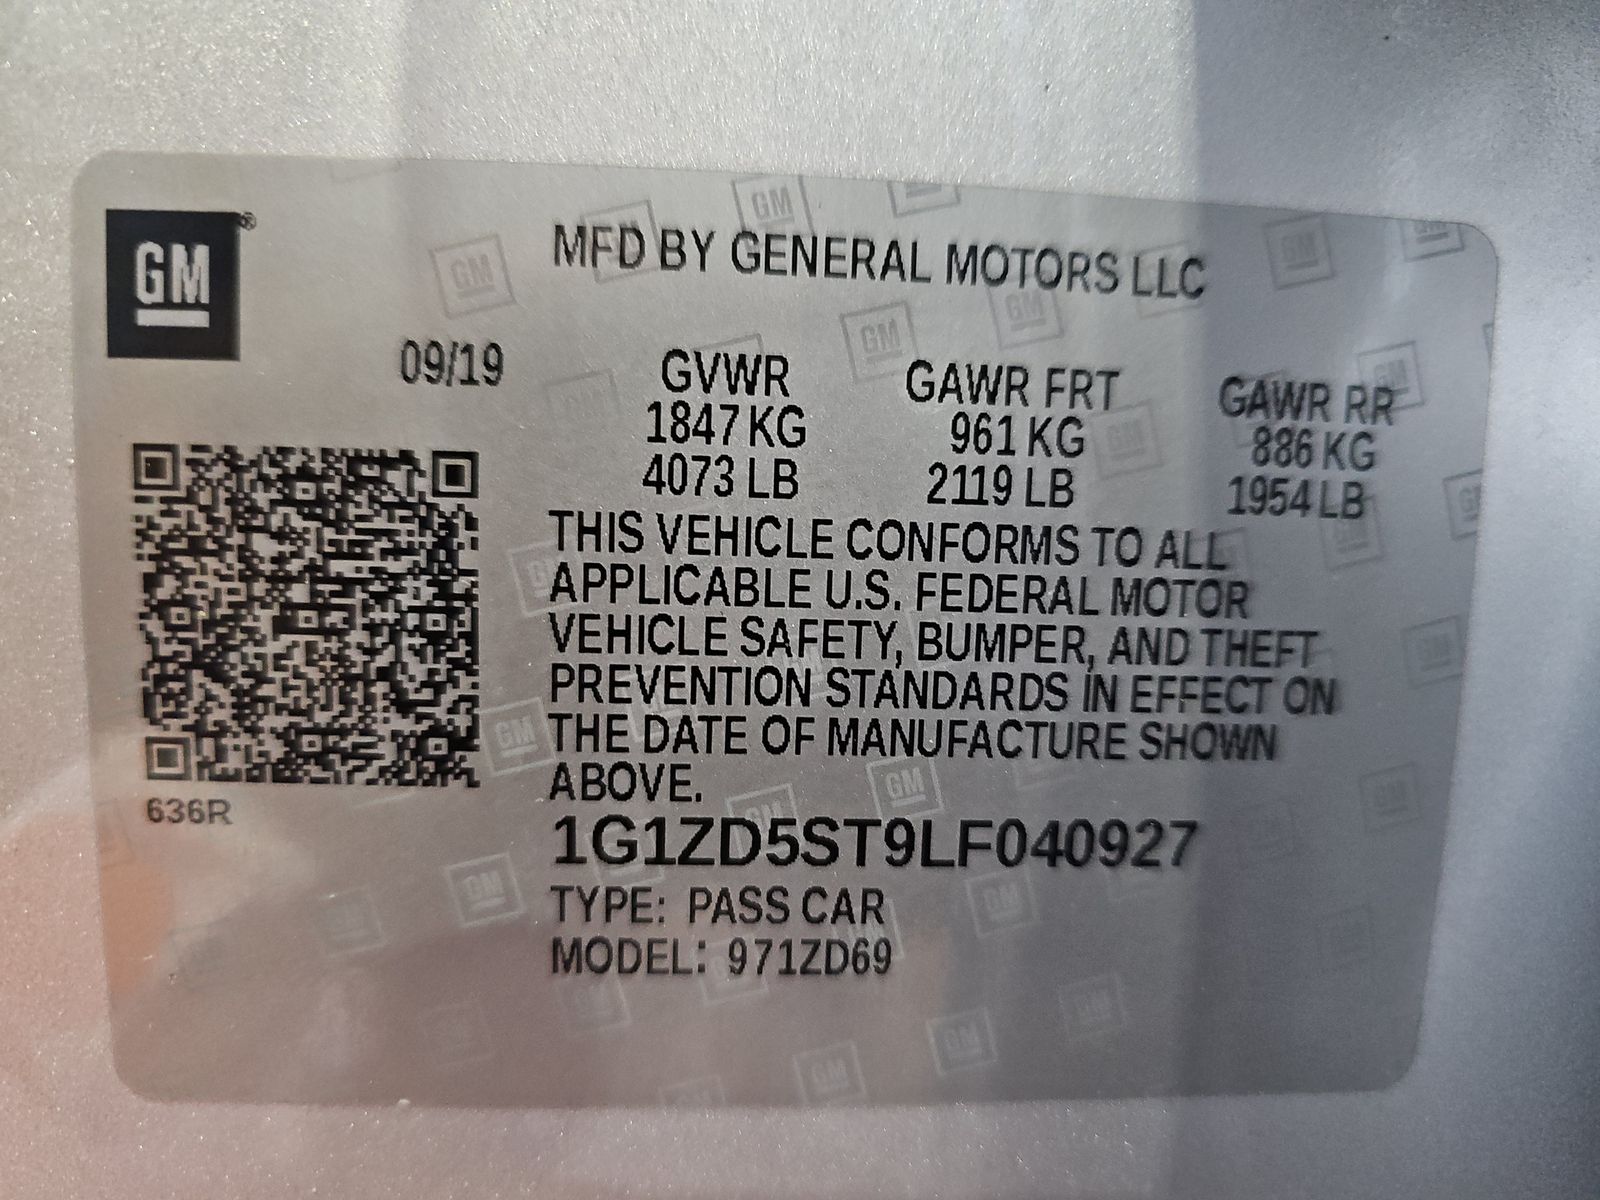 GM®
MFD BY GENERAL MOTORS LLC
09/19
GVWR GAWR FRT GAWR RR
1847 KG 961 KG 886 KG
4073 LB 2119 LB 1954 LB
THIS VEHICLE CONFORMS TO ALL
APPLICABLE U.S. FEDERAL MOTOR
VEHICLE SAFETY, BUMPER, AND THEFT
PREVENTION STANDARDS IN EFFECT ON
THE DATE OF MANUFACTURE SHOWN
ABOVE.
636R
1G1ZD5ST9LF040927
TYPE: PASS CAR
MODEL: 971ZD69